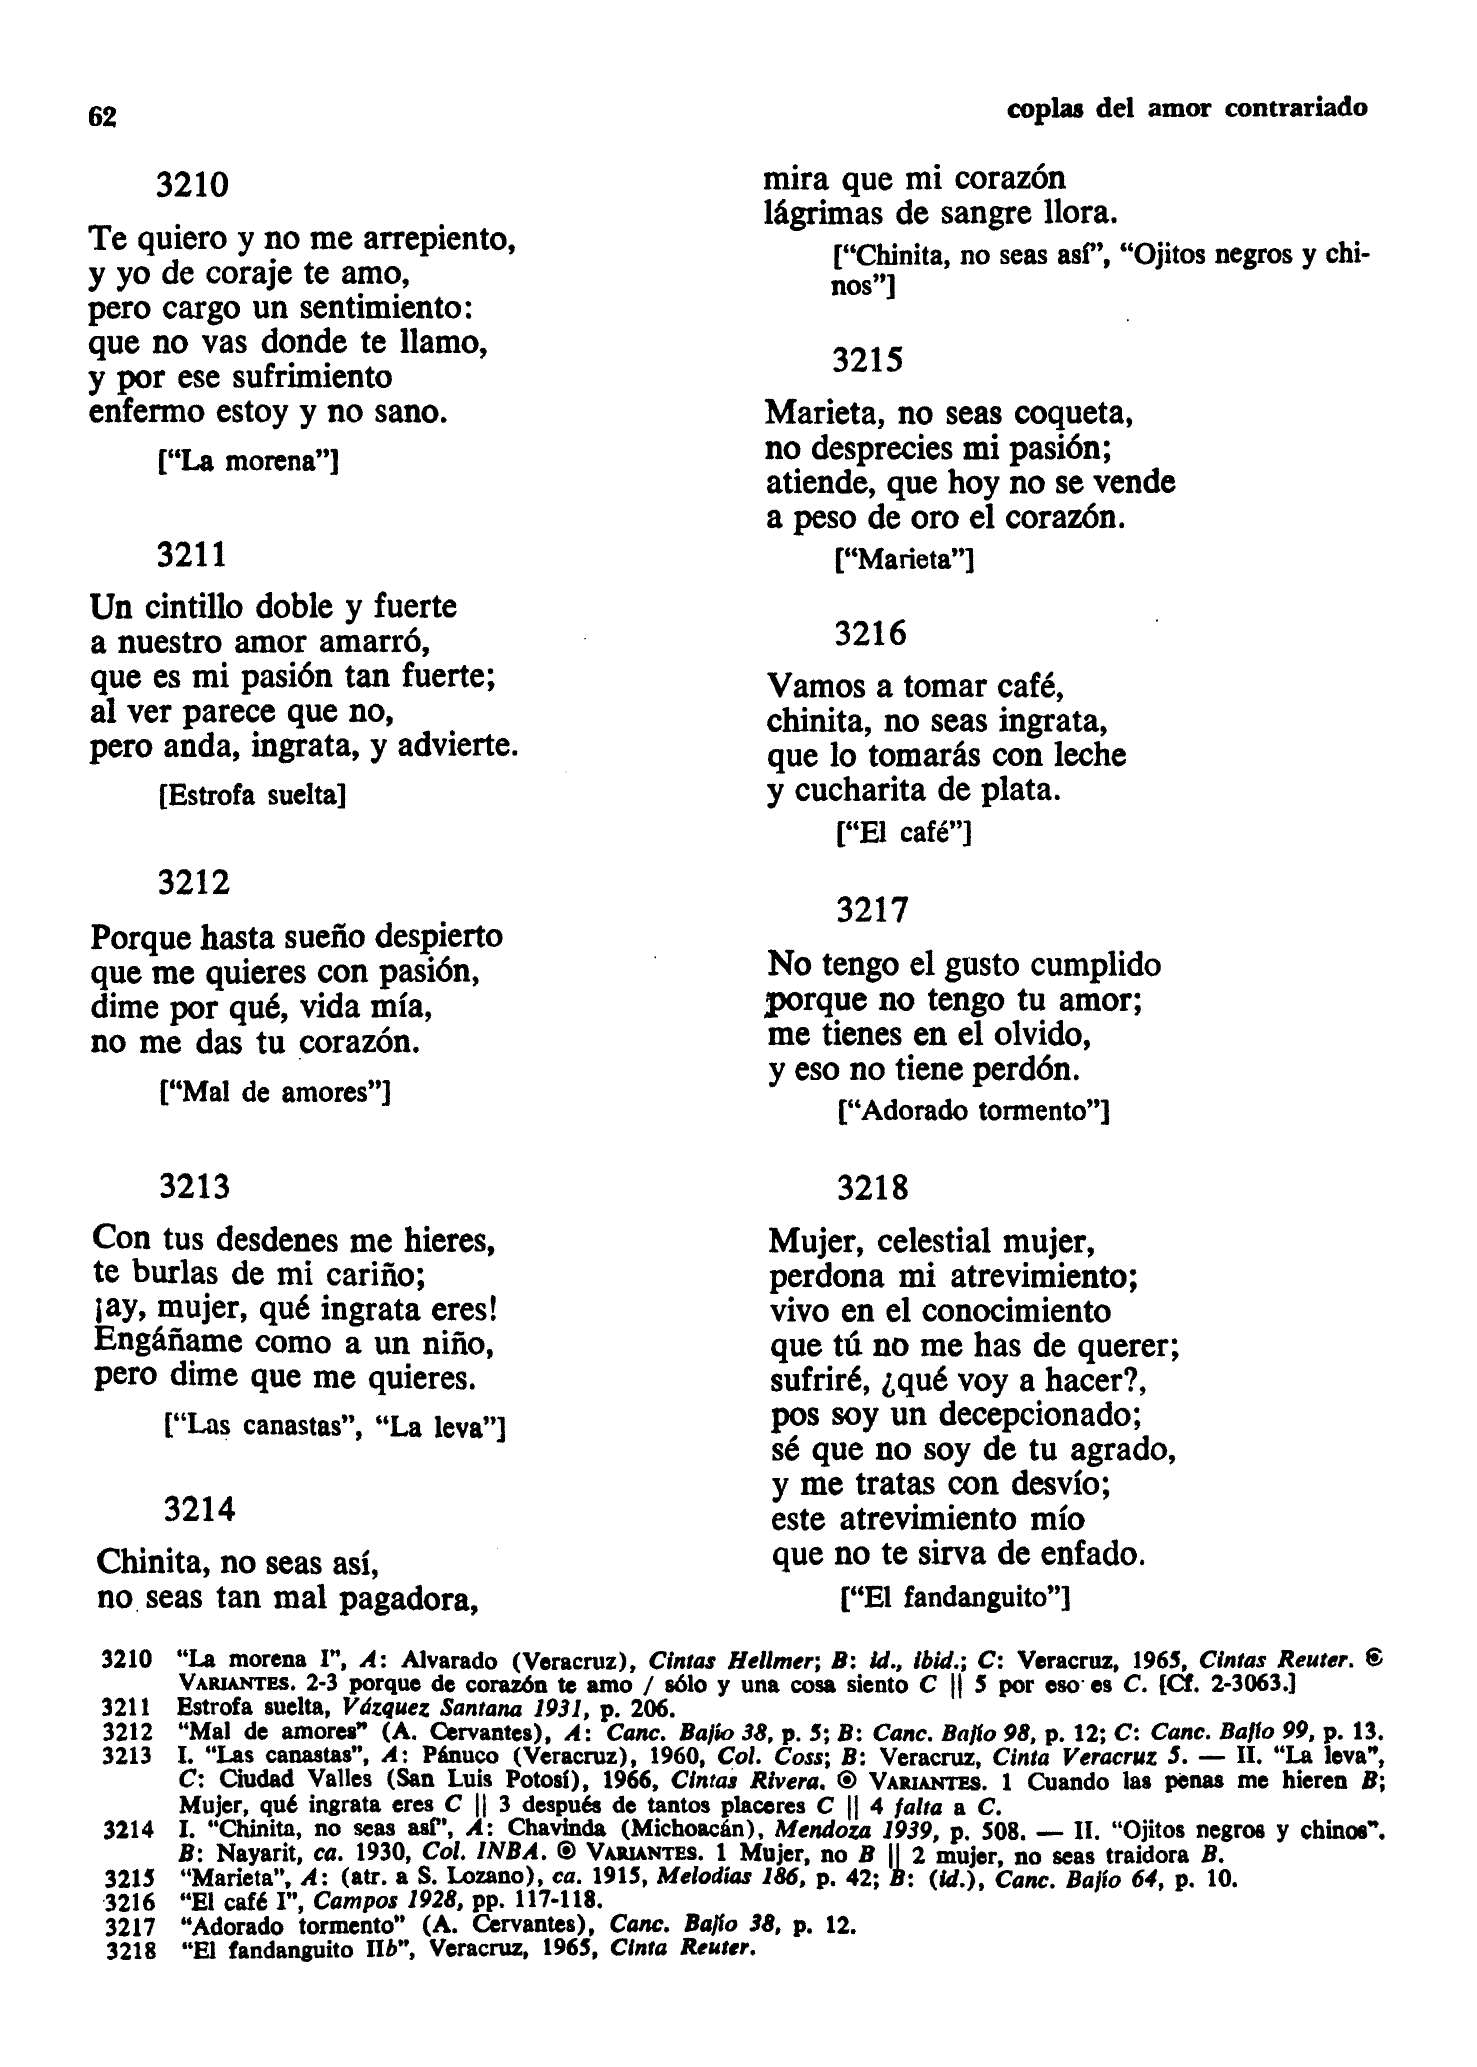 62
coplas del amor contrariado
3210
Te quiero y no me arrepiento,
y yo de coraje te amo,
pero cargo un sentimiento:
que no vas donde te llamo,
y por ese sufrimiento
enfermo estoy y no sano.
["La morena"]
3211
Un cintillo doble y fuerte
a nuestro amor amarró,
que es mi pasión tan fuerte;
al ver parece que no,
pero anda, ingrata, y advierte.
[Estrofa suelta]
3212
Porque hasta sueño despierto
que me quieres con pasión,
dime por qué, vida mía,
no me das tu corazón.
["Mal de amores"]
3213
Con tus desdenes me hieres,
te burlas de mi cariño;
¡ay, mujer, qué ingrata eres!
Engáñame como a un niño,
pero dime que me quieres.
["Las canastas", "La leva"]
3214
Chinita, no seas así,
no seas tan mal pagadora,
mira que mi corazón
lágrimas de sangre llora.
["Chinita, no seas así", "Ojitos negros y chi-
nos"]
3215
Marieta, no seas coqueta,
no desprecies mi pasión;
atiende, que hoy no se vende
a peso de oro el corazón.
["Marieta"]
3216
Vamos a tomar café,
chinita, no seas ingrata,
que lo tomarás con leche
y cucharita de plata.
["El café"]
3217
No tengo el gusto cumplido
porque no tengo tu amor;
me tienes en el olvido,
y eso no tiene perdón.
["Adorado tormento"]
3218
Mujer, celestial mujer,
perdona mi atrevimiento;
vivo en el conocimiento
que tú no me has de querer;
sufriré, ¿qué voy a hacer?,
pos soy un decepcionado;
sé que no soy de tu agrado,
y me tratas con desvío;
este atrevimiento mío
que no te sirva de enfado.
["El fandanguito"]
3210 "La morena I", A: Alvarado (Veracruz), Cintas Hellmer; B: id., ibid.; C: Veracruz, 1965, Cintas Reuter. ⊚
VARIANTES. 2-3 porque de corazón te amo / sólo y una cosa siento C || 5 por eso es C. [Cf. 2-3063.]
3211 Estrofa suelta, Vázquez Santana 1931, p. 206.
3212 "Mal de amores" (A. Cervantes), A: Canc. Bajío 38, p. 5; B: Canc. Bajío 98, p. 12; C: Canc. Bajío 99, p. 13.
3213 I. "Las canastas", A: Pánuco (Veracruz), 1960, Col. Coss; B: Veracruz, Cinta Veracruz 5. — II. "La leva",
C: Ciudad Valles (San Luis Potosí), 1966, Cintas Rivera. ⊚ VARIANTES. 1 Cuando las penas me hieren B;
Mujer, qué ingrata eres C || 3 después de tantos placeres C || 4 falta a C.
3214 I. "Chinita, no seas así", A: Chavinda (Michoacán), Mendoza 1939, p. 508. — II. "Ojitos negros y chinos".
B: Nayarit, ca. 1930, Col. INBA. ⊚ VARIANTES. 1 Mujer, no B || 2 mujer, no seas traidora B.
3215 "Marieta", A: (atr. a S. Lozano), ca. 1915, Melodías 186, p. 42; B: (id.), Canc. Bajío 64, p. 10.
3216 "El café I", Campos 1928, pp. 117-118.
3217 "Adorado tormento" (A. Cervantes), Canc. Bajío 38, p. 12.
3218 "El fandanguito IIb", Veracruz, 1965, Cinta Reuter.